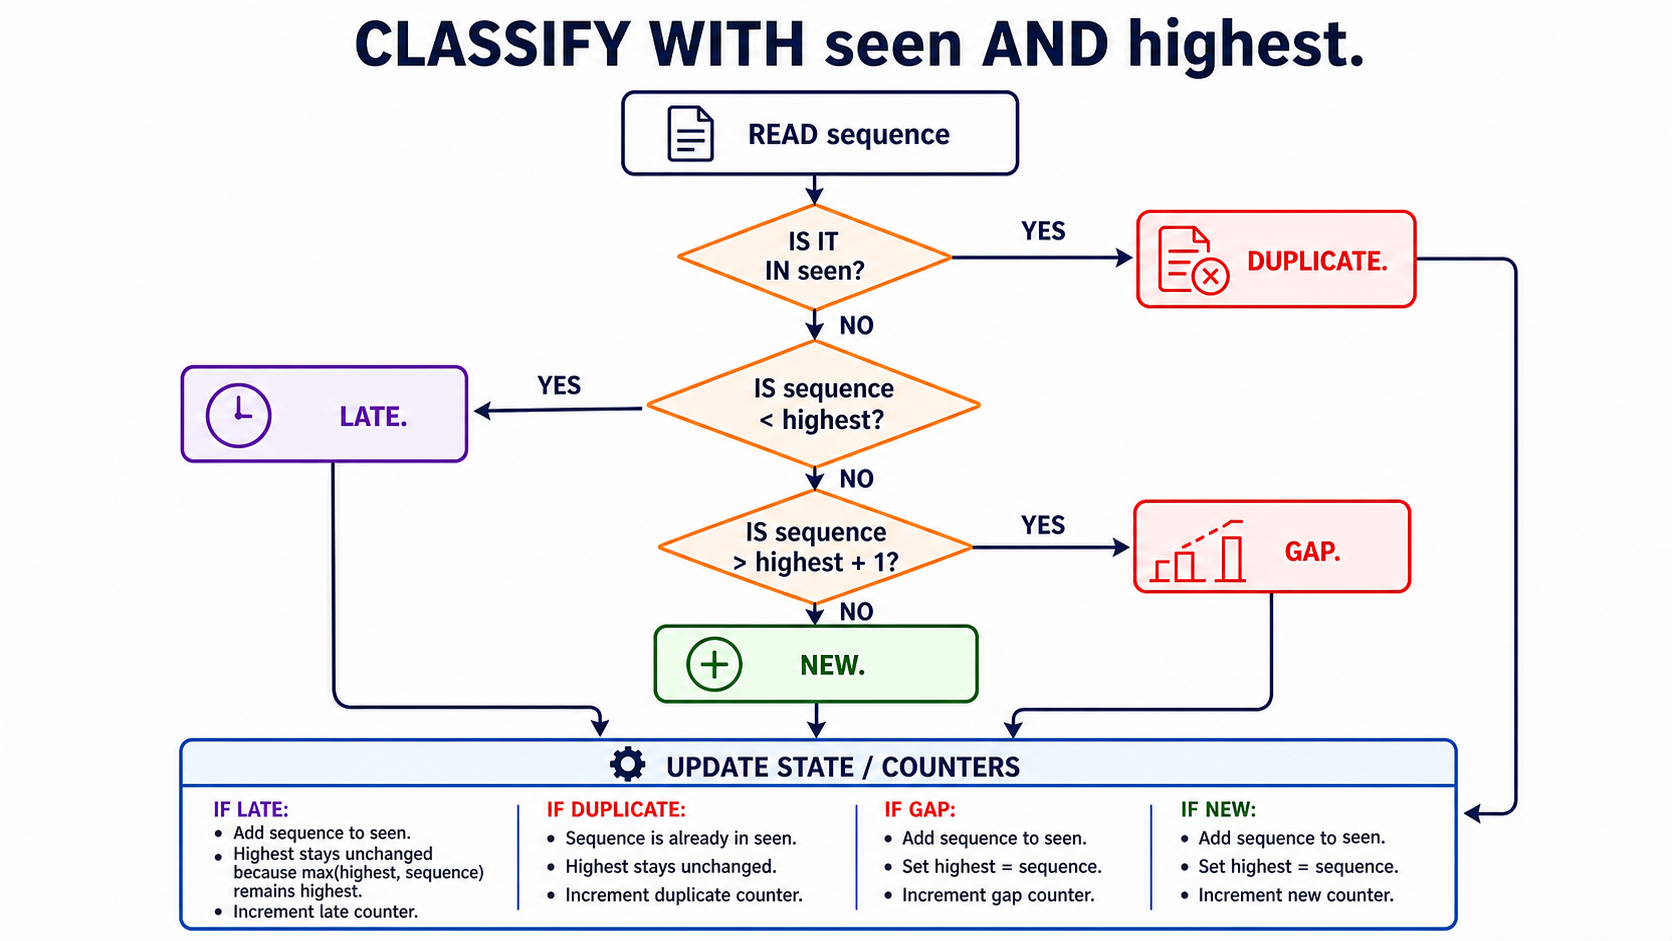 CLASSIFY WITH seen AND highest.
READ sequence
IS IT
IN seen?
YES
DUPLICATE.
NO
IS sequence
< highest?
YES
LATE.
NO
IS sequence
> highest + 1?
YES
GAP.
NO
NEW.
UPDATE STATE / COUNTERS
IF LATE:
• Add sequence to seen.
• Highest stays unchanged
because max(highest, sequence)
remains highest.
• Increment late counter.
IF DUPLICATE:
• Sequence is already in seen.
• Highest stays unchanged.
• Increment duplicate counter.
IF GAP:
• Add sequence to seen.
• Set highest = sequence.
• Increment gap counter.
IF NEW:
• Add sequence to seen.
• Set highest = sequence.
• Increment new counter.